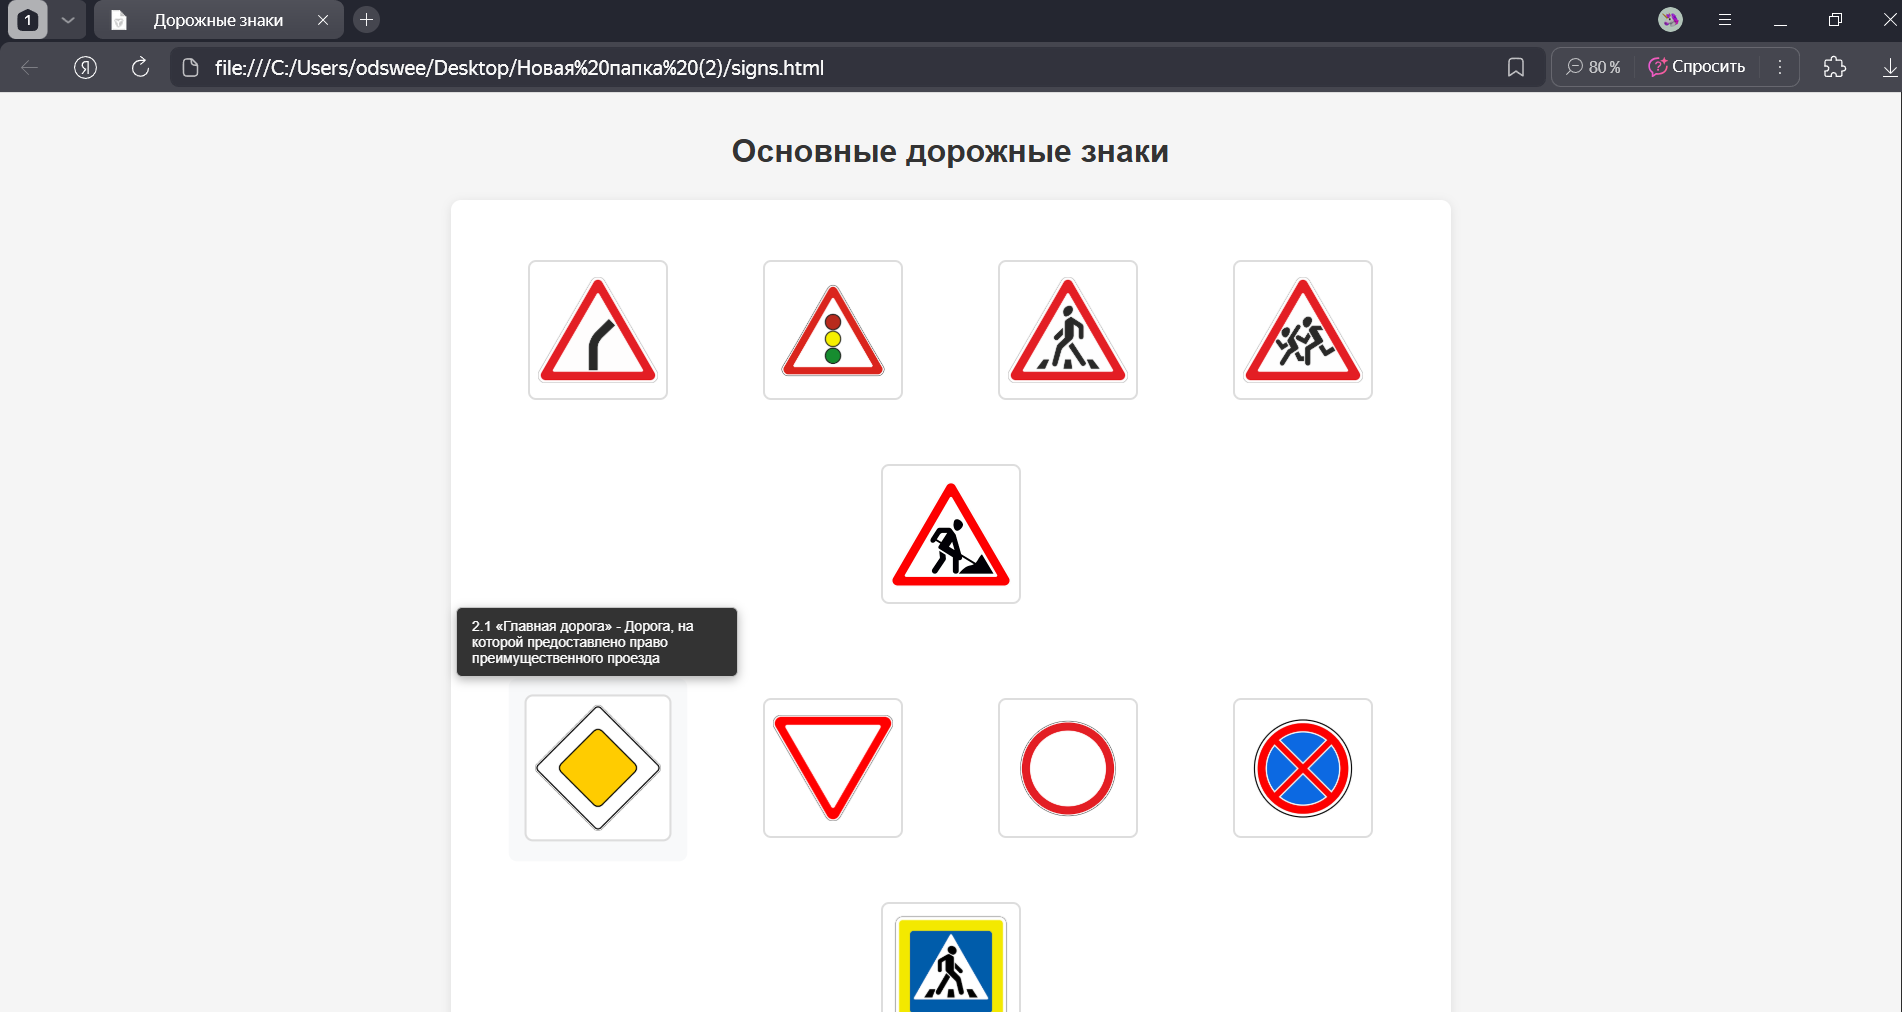 1
Дорожные знаки
Я
file:///C:/Users/odswee/Desktop/Новая%20папка%20(2)/signs.html
80 %
Спросить
Основные дорожные знаки
2.1 «Главная дорога» - Дорога, на
которой предоставлено право
преимущественного проезда